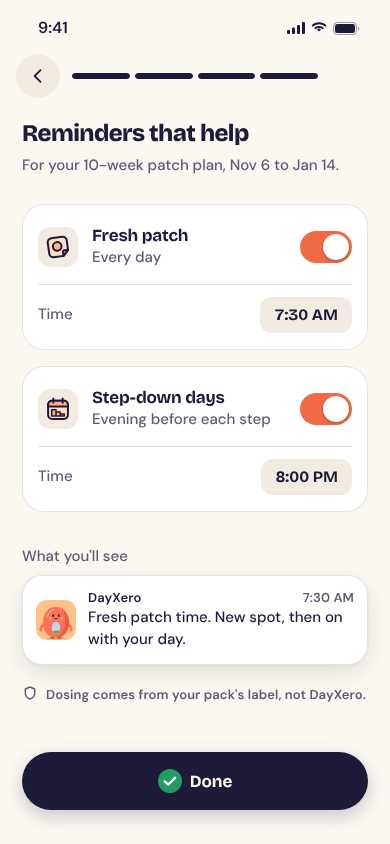 9:41
Reminders that help
For your 10-week patch plan, Nov 6 to Jan 14.
Fresh patch
Every day
Time
7:30 AM
Step-down days
Evening before each step
Time
8:00 PM
What you'll see
DayXero
7:30 AM
Fresh patch time. New spot, then on
with your day.
Dosing comes from your pack's label, not DayXero.
Done